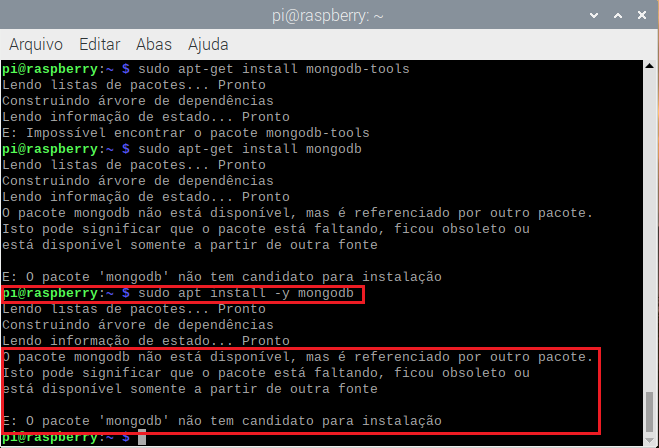 pi@raspberry: ~
Arquivo Editar Abas Ajuda
pi@raspberry:~ $ sudo apt-get install mongodb-tools
Lendo listas de pacotes... Pronto
Construindo árvore de dependências
Lendo informação de estado... Pronto
E: Impossível encontrar o pacote mongodb-tools
pi@raspberry:~ $ sudo apt-get install mongodb
Lendo listas de pacotes... Pronto
Construindo árvore de dependências
Lendo informação de estado... Pronto
O pacote mongodb não está disponível, mas é referenciado por outro pacote.
Isto pode significar que o pacote está faltando, ficou obsoleto ou
está disponível somente a partir de outra fonte
E: O pacote 'mongodb' não tem candidato para instalação
pi@raspberry:~ $ sudo apt install -y mongodb
Lendo listas de pacotes... Pronto
Construindo árvore de dependências
Lendo informação de estado... Pronto
O pacote mongodb não está disponível, mas é referenciado por outro pacote.
Isto pode significar que o pacote está faltando, ficou obsoleto ou
está disponível somente a partir de outra fonte
E: O pacote 'mongodb' não tem candidato para instalação
pi@raspberry:~ $